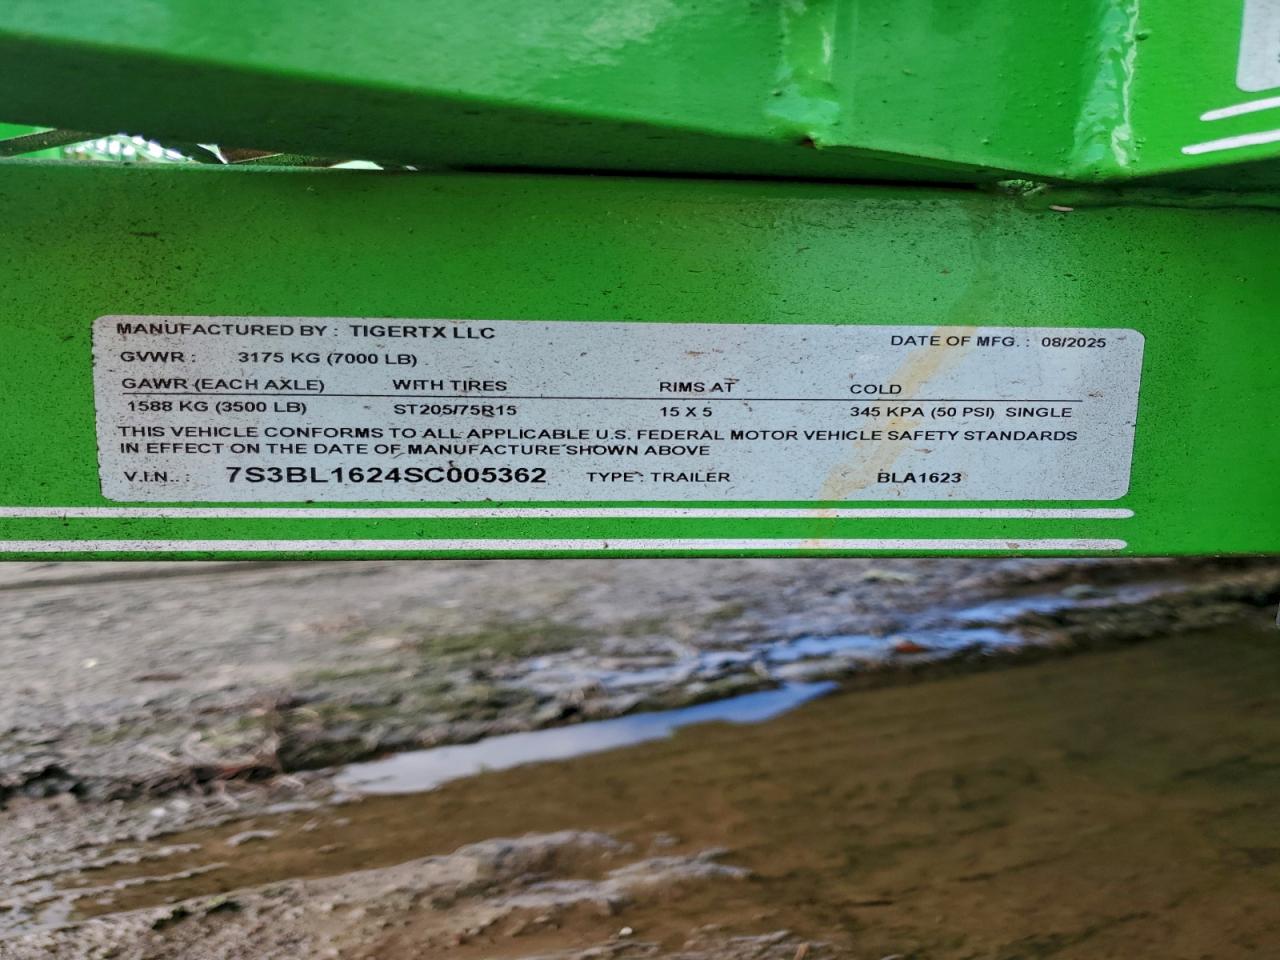 MANUFACTURED BY : TIGERTX LLC DATE OF MFG. : 08/2025
GVWR : 3175 KG (7000 LB)
GAWR (EACH AXLE) WITH TIRES RIMS AT COLD
1588 KG (3500 LB) ST205/75R15 15 X 5 345 KPA (50 PSI) SINGLE
THIS VEHICLE CONFORMS TO ALL APPLICABLE U.S. FEDERAL MOTOR VEHICLE SAFETY STANDARDS
IN EFFECT ON THE DATE OF MANUFACTURE SHOWN ABOVE
V.I.N.. : 7S3BL1624SC005362 TYPE : TRAILER BLA1623